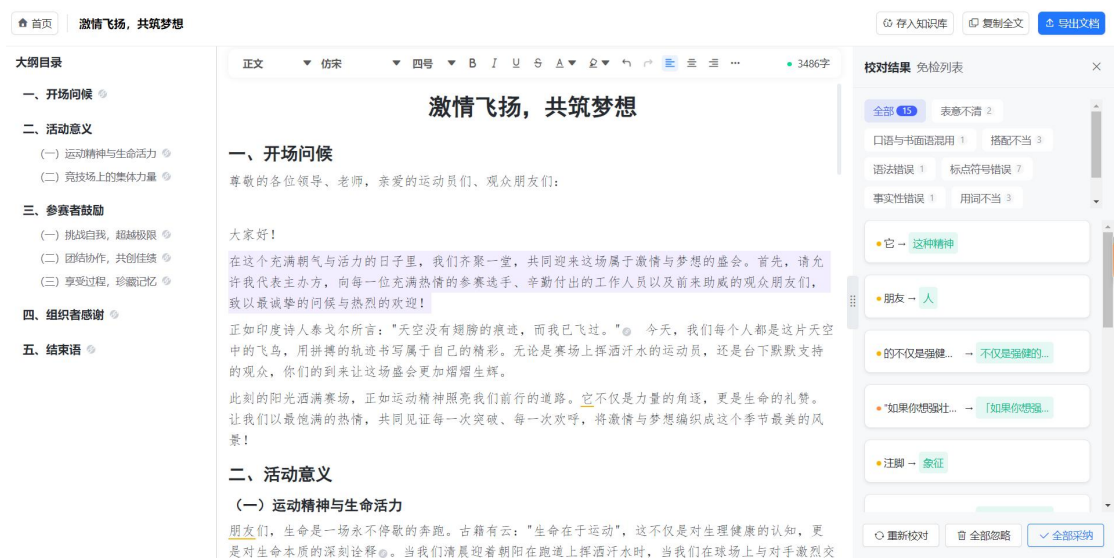 首页
激情飞扬，共筑梦想
存入知识库
复制全文
导出文档
大纲目录
一、开场问候
二、活动意义
（一）运动精神与生命活力
（二）竞技场上的集体力量
三、参赛者鼓励
（一）挑战自我，超越极限
（二）团结协作，共创佳绩
（三）享受过程，珍藏记忆
四、组织者感谢
五、结束语
正文
仿宋
四号
B I U S A
3486字
激情飞扬，共筑梦想
一、开场问候
尊敬的各位领导、老师，亲爱的运动员们、观众朋友们：
大家好！
在这个充满朝气与活力的日子里，我们齐聚一堂，共同迎来这场属于激情与梦想的盛会。首先，请允
许我代表主办方，向每一位充满热情的参赛选手、辛勤付出的工作人员以及前来助威的观众朋友们，
致以最诚挚的问候与热烈的欢迎！
正如印度诗人泰戈尔所言："天空没有翅膀的痕迹，而我已飞过。" 今天，我们每个人都是这片天空
中的飞鸟，用拼搏的轨迹书写属于自己的精彩。无论是赛场上挥洒汗水的运动员，还是台下默默支持
的观众，你们的到来让这场盛会更加熠熠生辉。
此刻的阳光洒满赛场，正如运动精神照亮我们前行的道路。它不仅是力量的角逐，更是生命的礼赞。
让我们以最饱满的热情，共同见证每一次突破、每一次欢呼，将激情与梦想编织成这个季节最美的风
景！
二、活动意义
（一）运动精神与生命活力
朋友们，生命是一场永不停歇的奔跑。古籍有云："生命在于运动"，这不仅是对生理健康的认知，更
是对生命本质的深刻诠释。当我们清晨迎着朝阳在跑道上挥洒汗水时，当我们在球场上与对手激烈交
校对结果 免检列表
全部 15
表意不清 2
口语与书面语混用 1
搭配不当 3
语法错误 1
标点符号错误 7
事实性错误 1
用词不当 3
它 → 这种精神
朋友 → 人
的不仅是强健... → 不仅是强健的...
"如果你想强壮... → 「如果你想强...
注脚 → 象征
重新校对
全部忽略
全部采纳